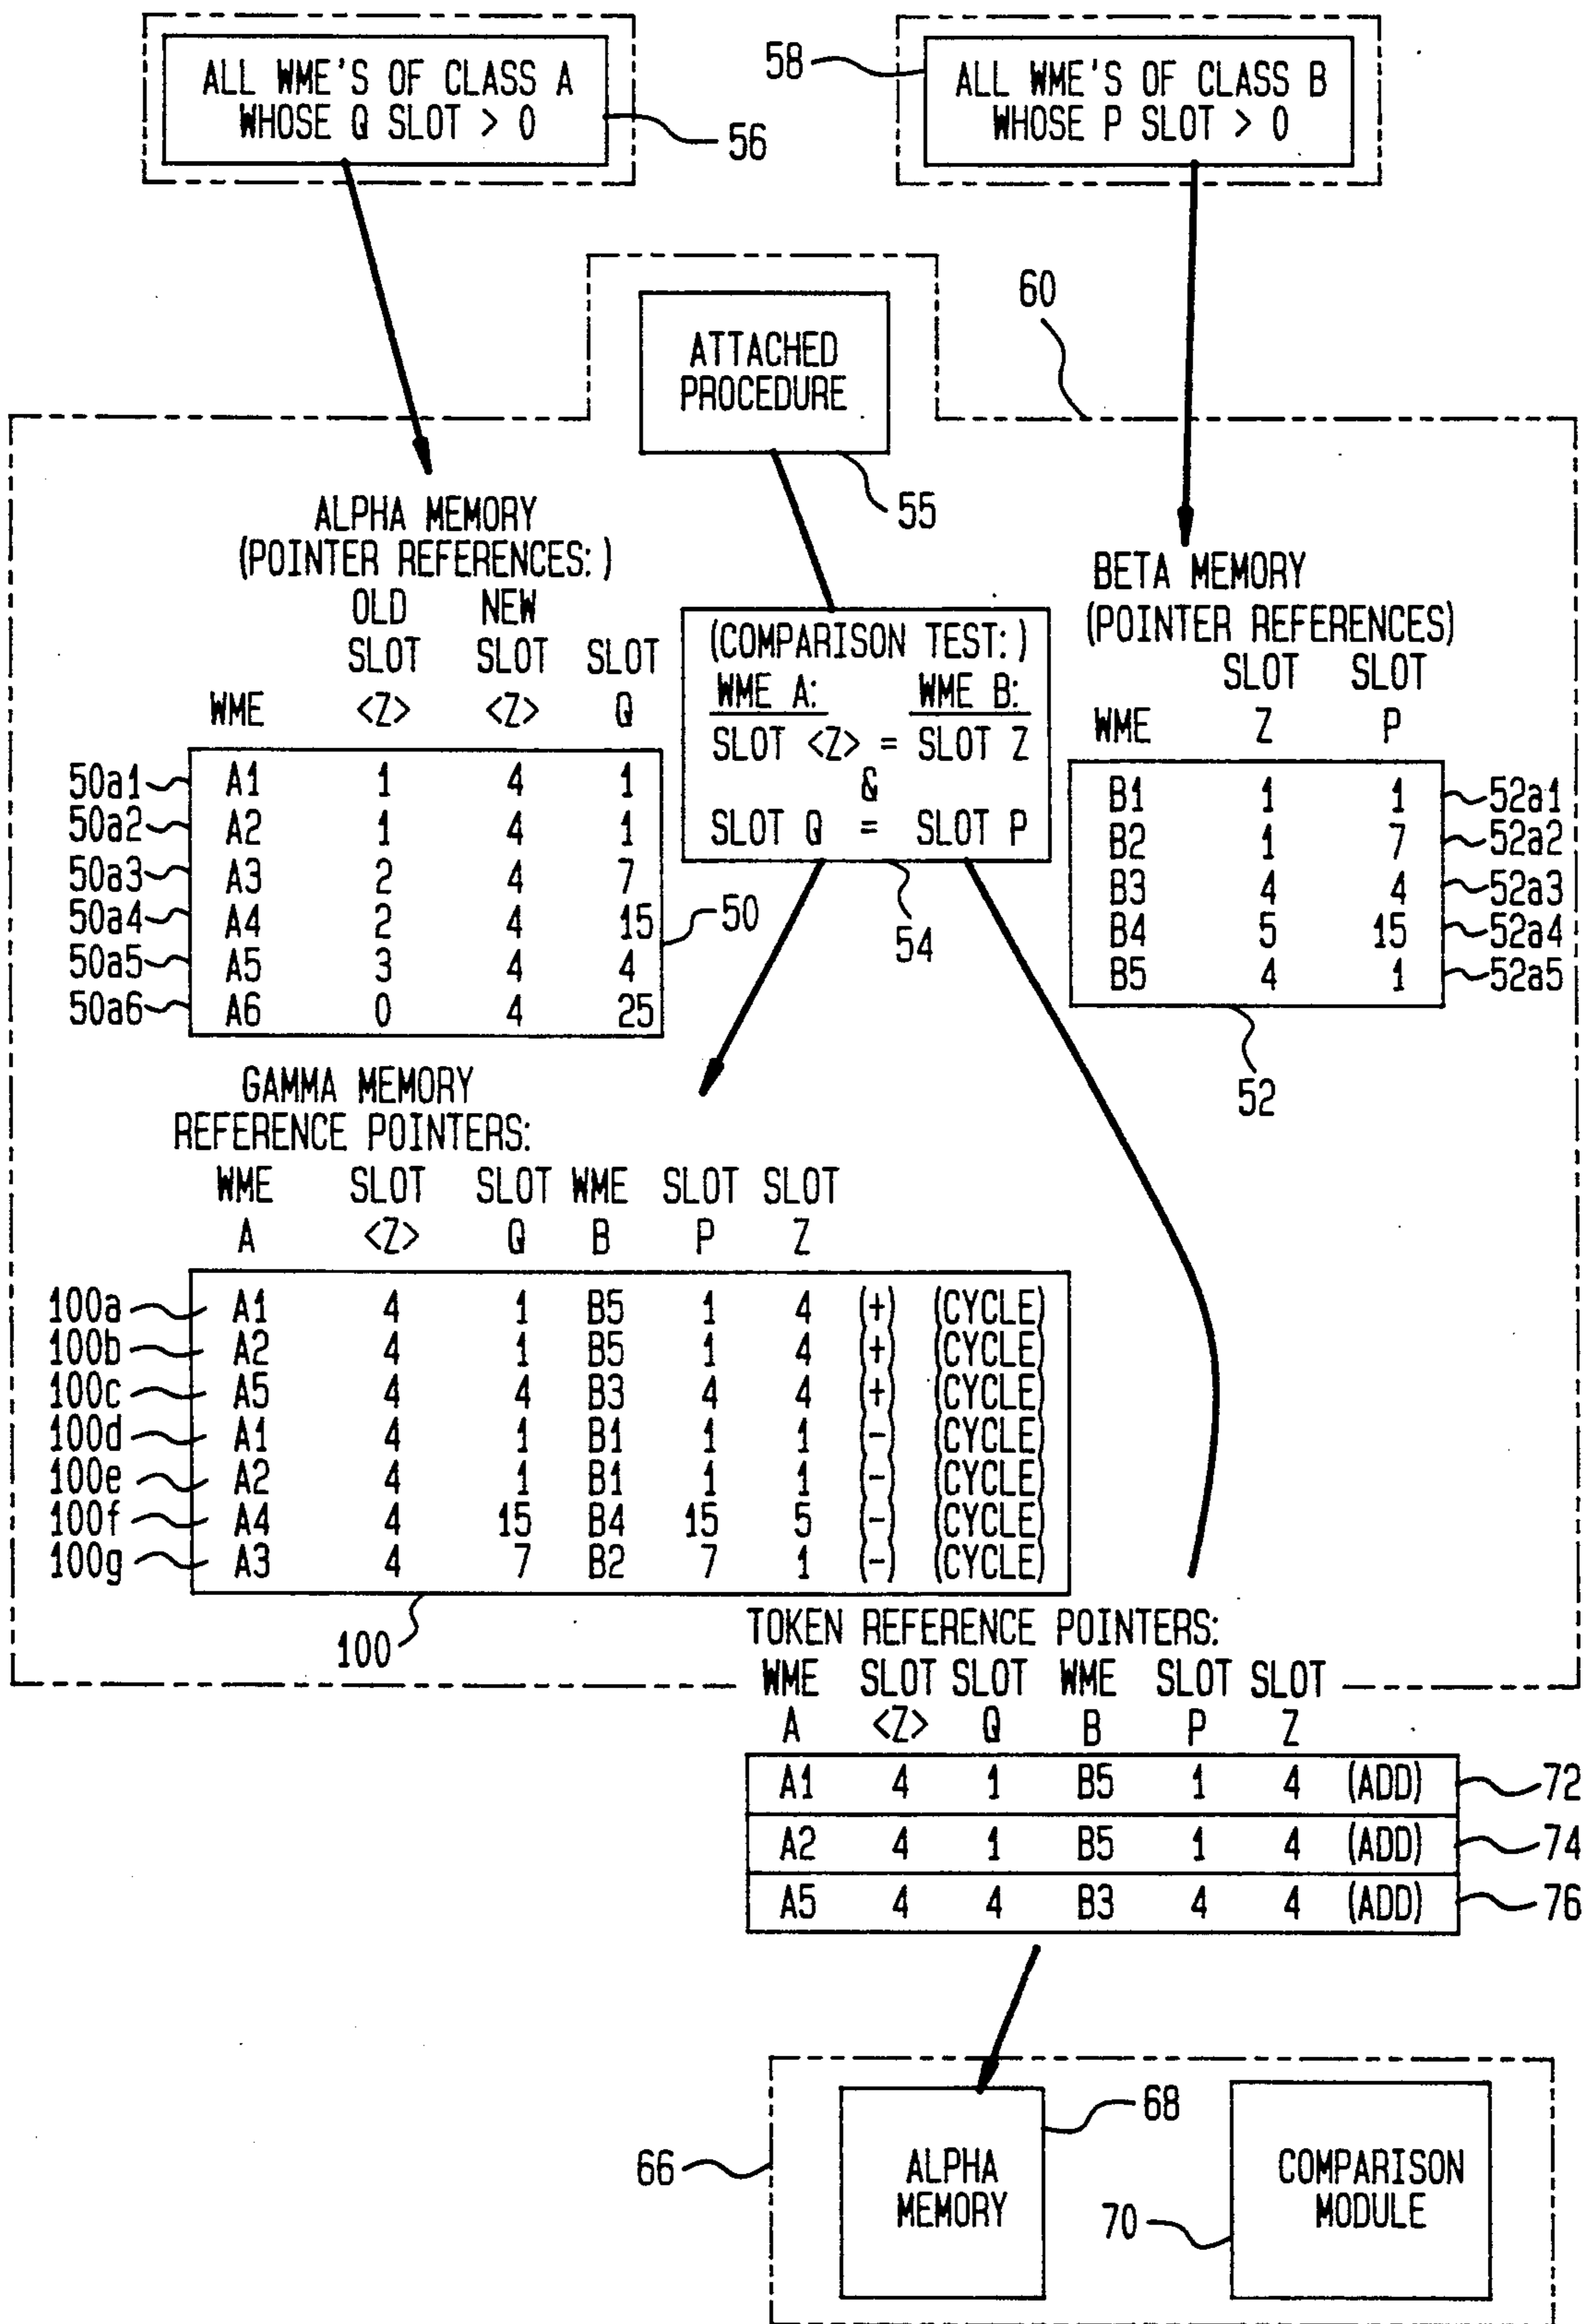 ALL WME'S OF CLASS A
WHOSE Q SLOT > 0
56
58
ALL WME'S OF CLASS B
WHOSE P SLOT > 0
60
ATTACHED
PROCEDURE
55
ALPHA MEMORY
(POINTER REFERENCES: )
OLD NEW
SLOT SLOT SLOT
WME <Z> <Z> Q
50a1 A1 1 4 1
50a2 A2 1 4 1
50a3 A3 2 4 7
50a4 A4 2 4 15
50a5 A5 3 4 4
50a6 A6 0 4 25
50
(COMPARISON TEST: )
WME A: WME B:
SLOT <Z> = SLOT Z
&
SLOT Q = SLOT P
54
BETA MEMORY
(POINTER REFERENCES)
SLOT SLOT
WME Z P
B1 1 1 52a1
B2 1 7 52a2
B3 4 4 52a3
B4 5 15 52a4
B5 4 1 52a5
52
GAMMA MEMORY
REFERENCE POINTERS:
WME SLOT SLOT WME SLOT SLOT
A <Z> Q B P Z
100a A1 4 1 B5 1 4 (+) (CYCLE)
100b A2 4 1 B5 1 4 (+) (CYCLE)
100c A5 4 4 B3 4 4 (+) (CYCLE)
100d A1 4 1 B1 1 1 (-) (CYCLE)
100e A2 4 1 B1 1 1 (-) (CYCLE)
100f A4 4 15 B4 15 5 (-) (CYCLE)
100g A3 4 7 B2 7 1 (-) (CYCLE)
100
TOKEN REFERENCE POINTERS:
WME SLOT SLOT WME SLOT SLOT
A <Z> Q B P Z
A1 4 1 B5 1 4 (ADD) 72
A2 4 1 B5 1 4 (ADD) 74
A5 4 4 B3 4 4 (ADD) 76
66
ALPHA
MEMORY
68
70
COMPARISON
MODULE